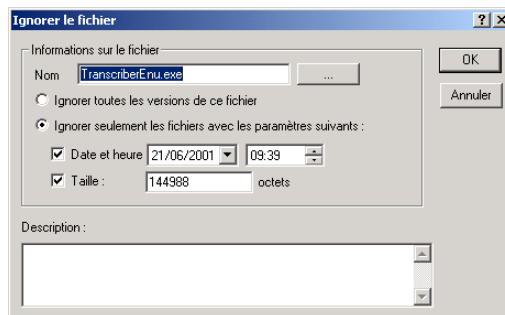 Ignorer le fichier
Informations sur le fichier
Nom TranscriberEnu.exe ...
OK
Annuler
Ignorer toutes les versions de ce fichier
Ignorer seulement les fichiers avec les paramètres suivants :
Date et heure 21/06/2001 09:39
Taille : 144988 octets
Description :